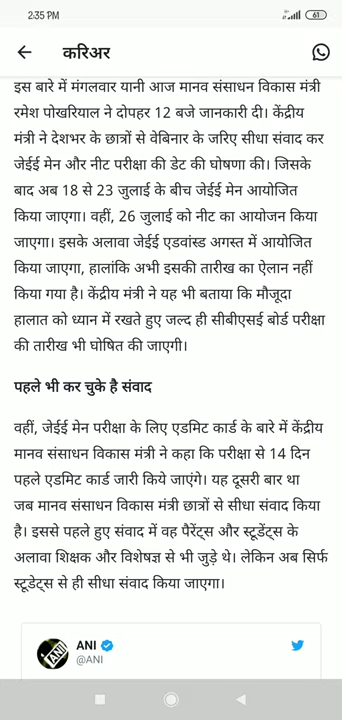 2:35 PM
61
करिअर
इस बारे में मंगलवार यानी आज मानव संसाधन विकास मंत्री
रमेश पोखरियाल ने दोपहर 12 बजे जानकारी दी। केंद्रीय
मंत्री ने देशभर के छात्रों से वेबिनार के जरिए सीधा संवाद कर
जेईई मेन और नीट परीक्षा की डेट की घोषणा की। जिसके
बाद अब 18 से 23 जुलाई के बीच जेईई मेन आयोजित
किया जाएगा। वहीं, 26 जुलाई को नीट का आयोजन किया
जाएगा। इसके अलावा जेईई एडवांस्ड अगस्त में आयोजित
किया जाएगा, हालांकि अभी इसकी तारीख का ऐलान नहीं
किया गया है। केंद्रीय मंत्री ने यह भी बताया कि मौजूदा
हालात को ध्यान में रखते हुए जल्द ही सीबीएसई बोर्ड परीक्षा
की तारीख भी घोषित की जाएगी।
पहले भी कर चुके है संवाद
वहीं, जेईई मेन परीक्षा के लिए एडमिट कार्ड के बारे में केंद्रीय
मानव संसाधन विकास मंत्री ने कहा कि परीक्षा से 14 दिन
पहले एडमिट कार्ड जारी किये जाएंगे। यह दूसरी बार था
जब मानव संसाधन विकास मंत्री छात्रों से सीधा संवाद किया
है। इससे पहले हुए संवाद में वह पैरेंट्स और स्टूडेंट्स के
अलावा शिक्षक और विशेषज्ञ से भी जुड़े थे। लेकिन अब सिर्फ
स्टूडेट्स से ही सीधा संवाद किया जाएगा।
ANI
ANI
@ANI